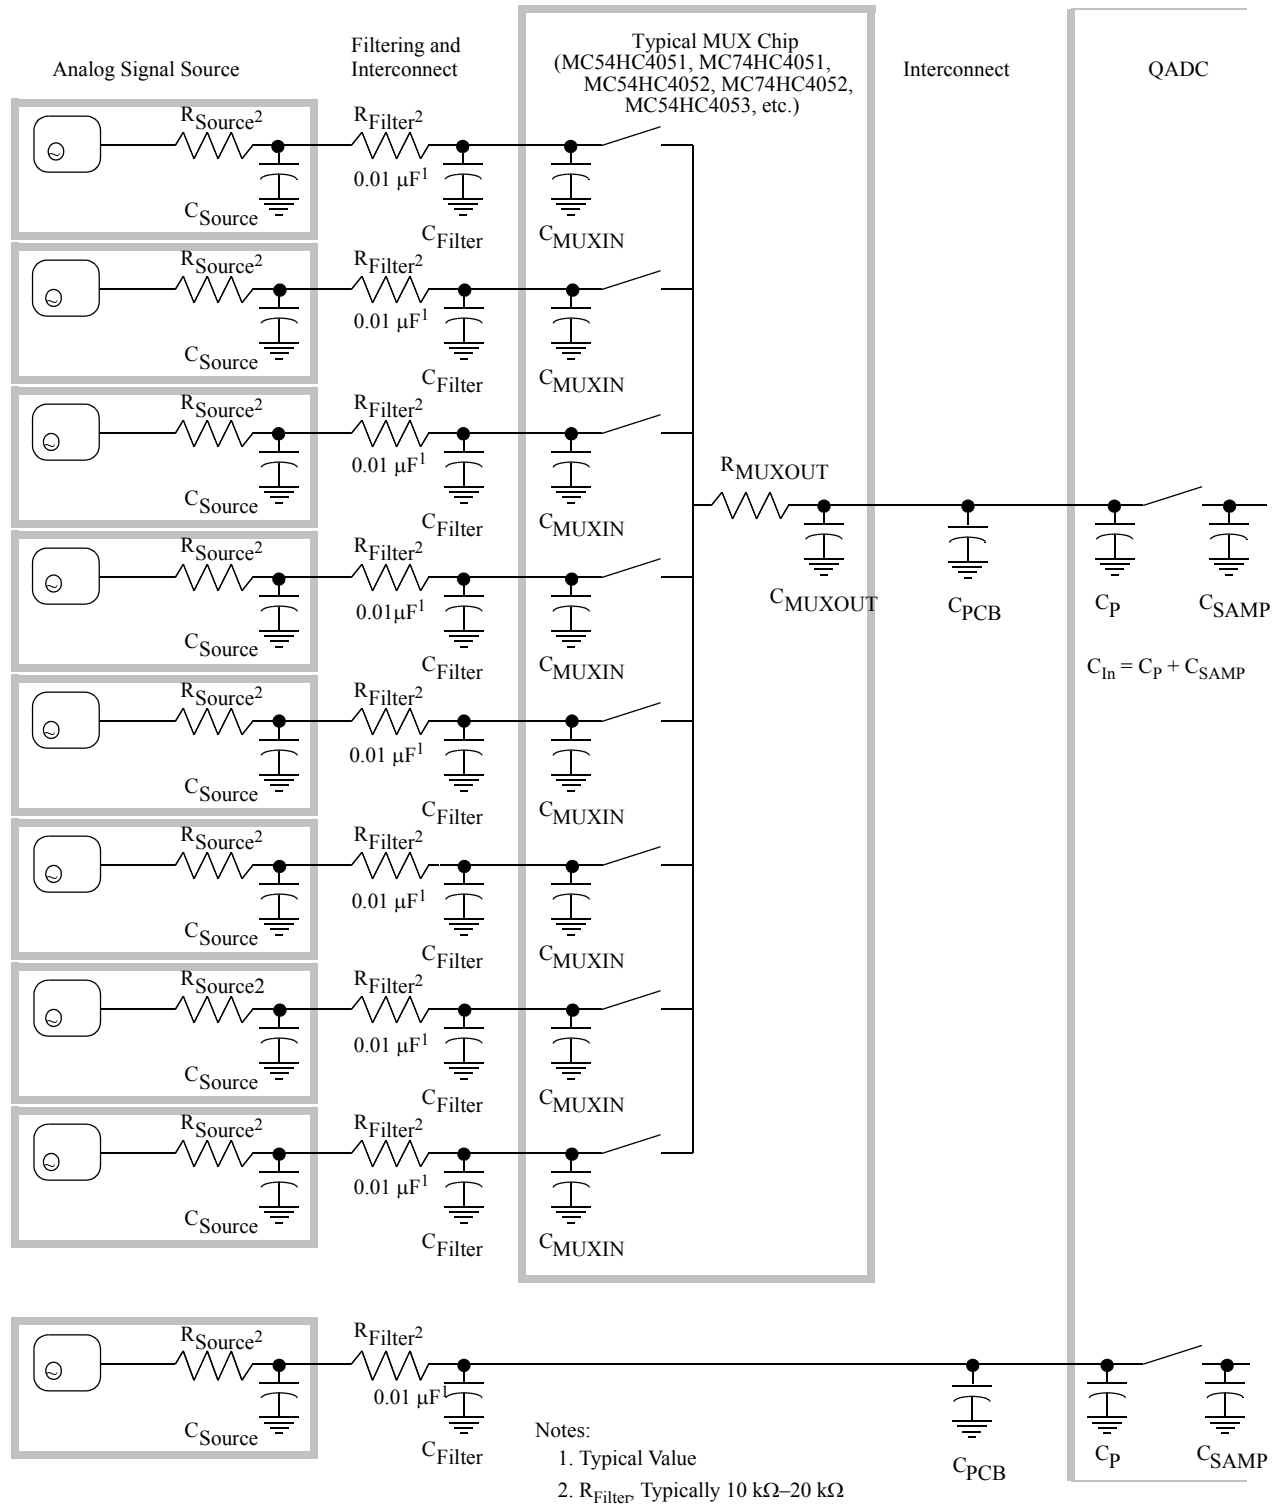 Analog Signal Source
Filtering and
Interconnect
Typical MUX Chip
(MC54HC4051, MC74HC4051,
MC54HC4052, MC74HC4052,
MC54HC4053, etc.)
Interconnect
QADC
RSource2
RFilter2
0.01 μF1
CSource
CFilter
CMUXIN
RSource2
RFilter2
0.01 μF1
CSource
CFilter
CMUXIN
RSource2
RFilter2
0.01 μF1
CSource
CFilter
CMUXIN
RMUXOUT
RSource2
RFilter2
0.01μF1
CSource
CFilter
CMUXIN
CMUXOUT
CPCB
CP
CSAMP
CIn = CP + CSAMP
RSource2
RFilter2
0.01 μF1
CSource
CFilter
CMUXIN
RSource2
RFilter2
0.01 μF1
CSource
CFilter
CMUXIN
RSource2
RFilter2
0.01 μF1
CSource
CFilter
CMUXIN
RSource2
RFilter2
0.01 μF1
CSource
CFilter
CMUXIN
RSource2
RFilter2
0.01 μF1
CSource
CFilter
CPCB
CP
CSAMP
Notes:
1. Typical Value
2. RFilter, Typically 10 kΩ–20 kΩ